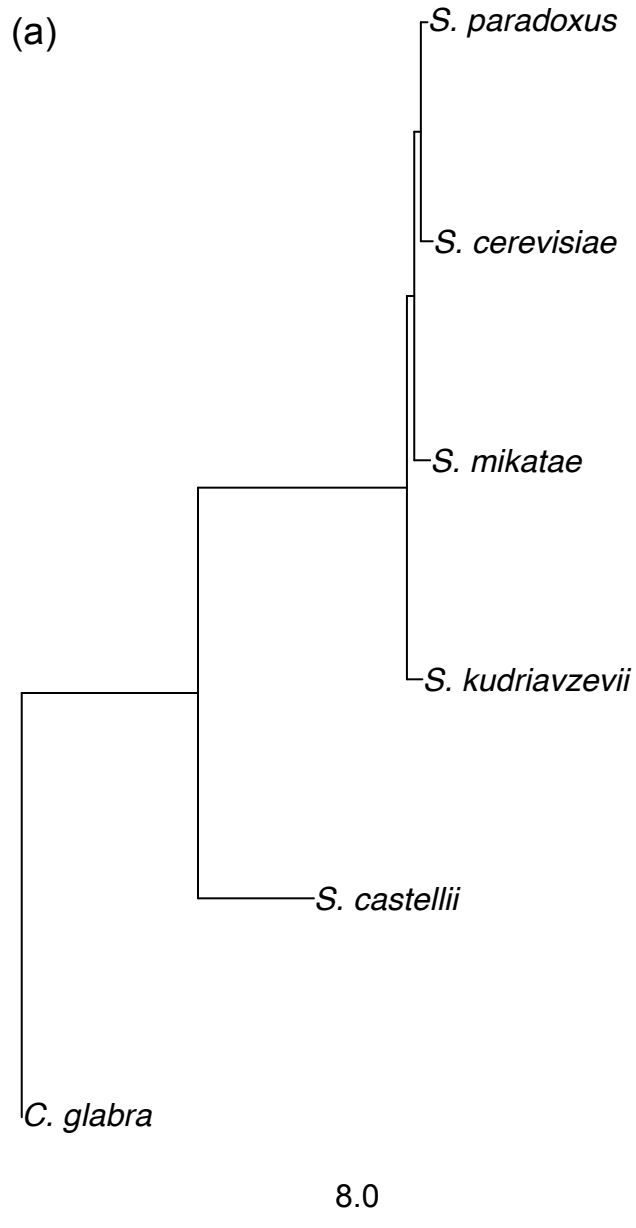 (a)
S. paradoxus
S. cerevisiae
S. mikatae
S. kudriavzevii
S. castellii
C. glabra
8.0